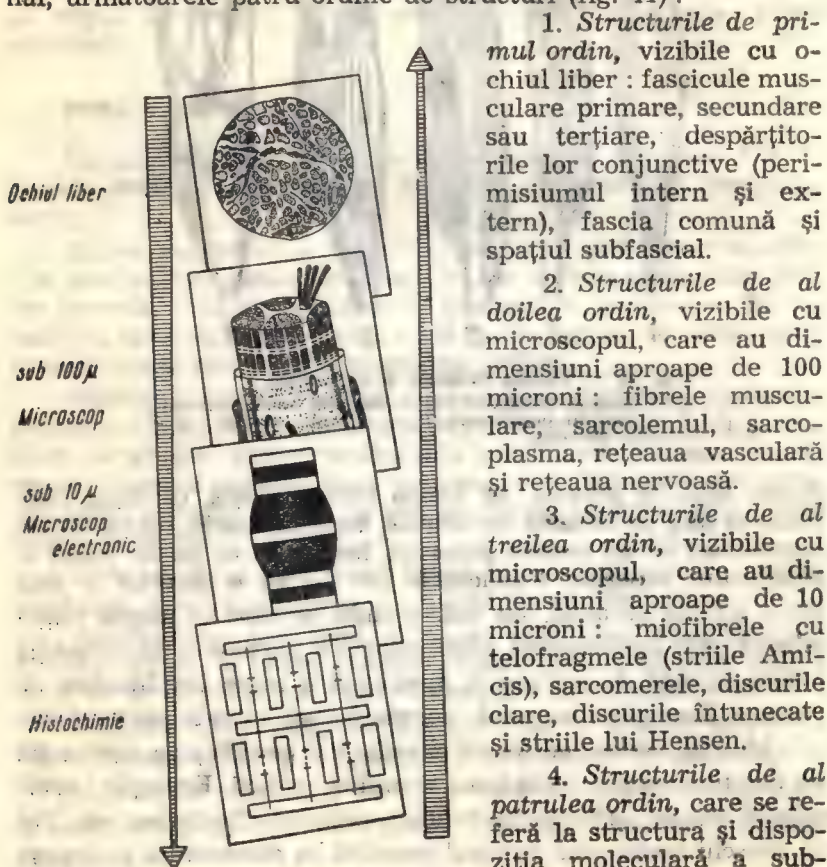 următoarele patru ordine de structuri (fig. 11) :
1. Structurile de pri-
mul ordin, vizibile cu o-
chiul liber : fascicule mus-
culare primare, secundare
sau terțiare, despărțito-
rile lor conjunctive (peri-
misiumul intern și ex-
tern), fascia comună și
spațiul subfascial.
2. Structurile de al
doilea ordin, vizibile cu
microscopul, care au di-
mensiuni aproape de 100
microni : fibrele muscu-
lare, sarcolemul, sarco-
plasma, rețeaua vasculară
și rețeaua nervoasă.
3. Structurile de al
treilea ordin, vizibile cu
microscopul, care au di-
mensiuni aproape de 10
microni : miofibrele cu
telofragmele (striile Ami-
cis), sarcomerele, discurile
clare, discurile întunecate
și striile lui Hensen.
4. Structurile de al
patrulea ordin, care se re-
feră la structura și dispo-
ziția moleculară a sub-
Ochiul liber
sub 100 µ
Microscop
sub 10 µ
Microscop
electronic
Histochimie